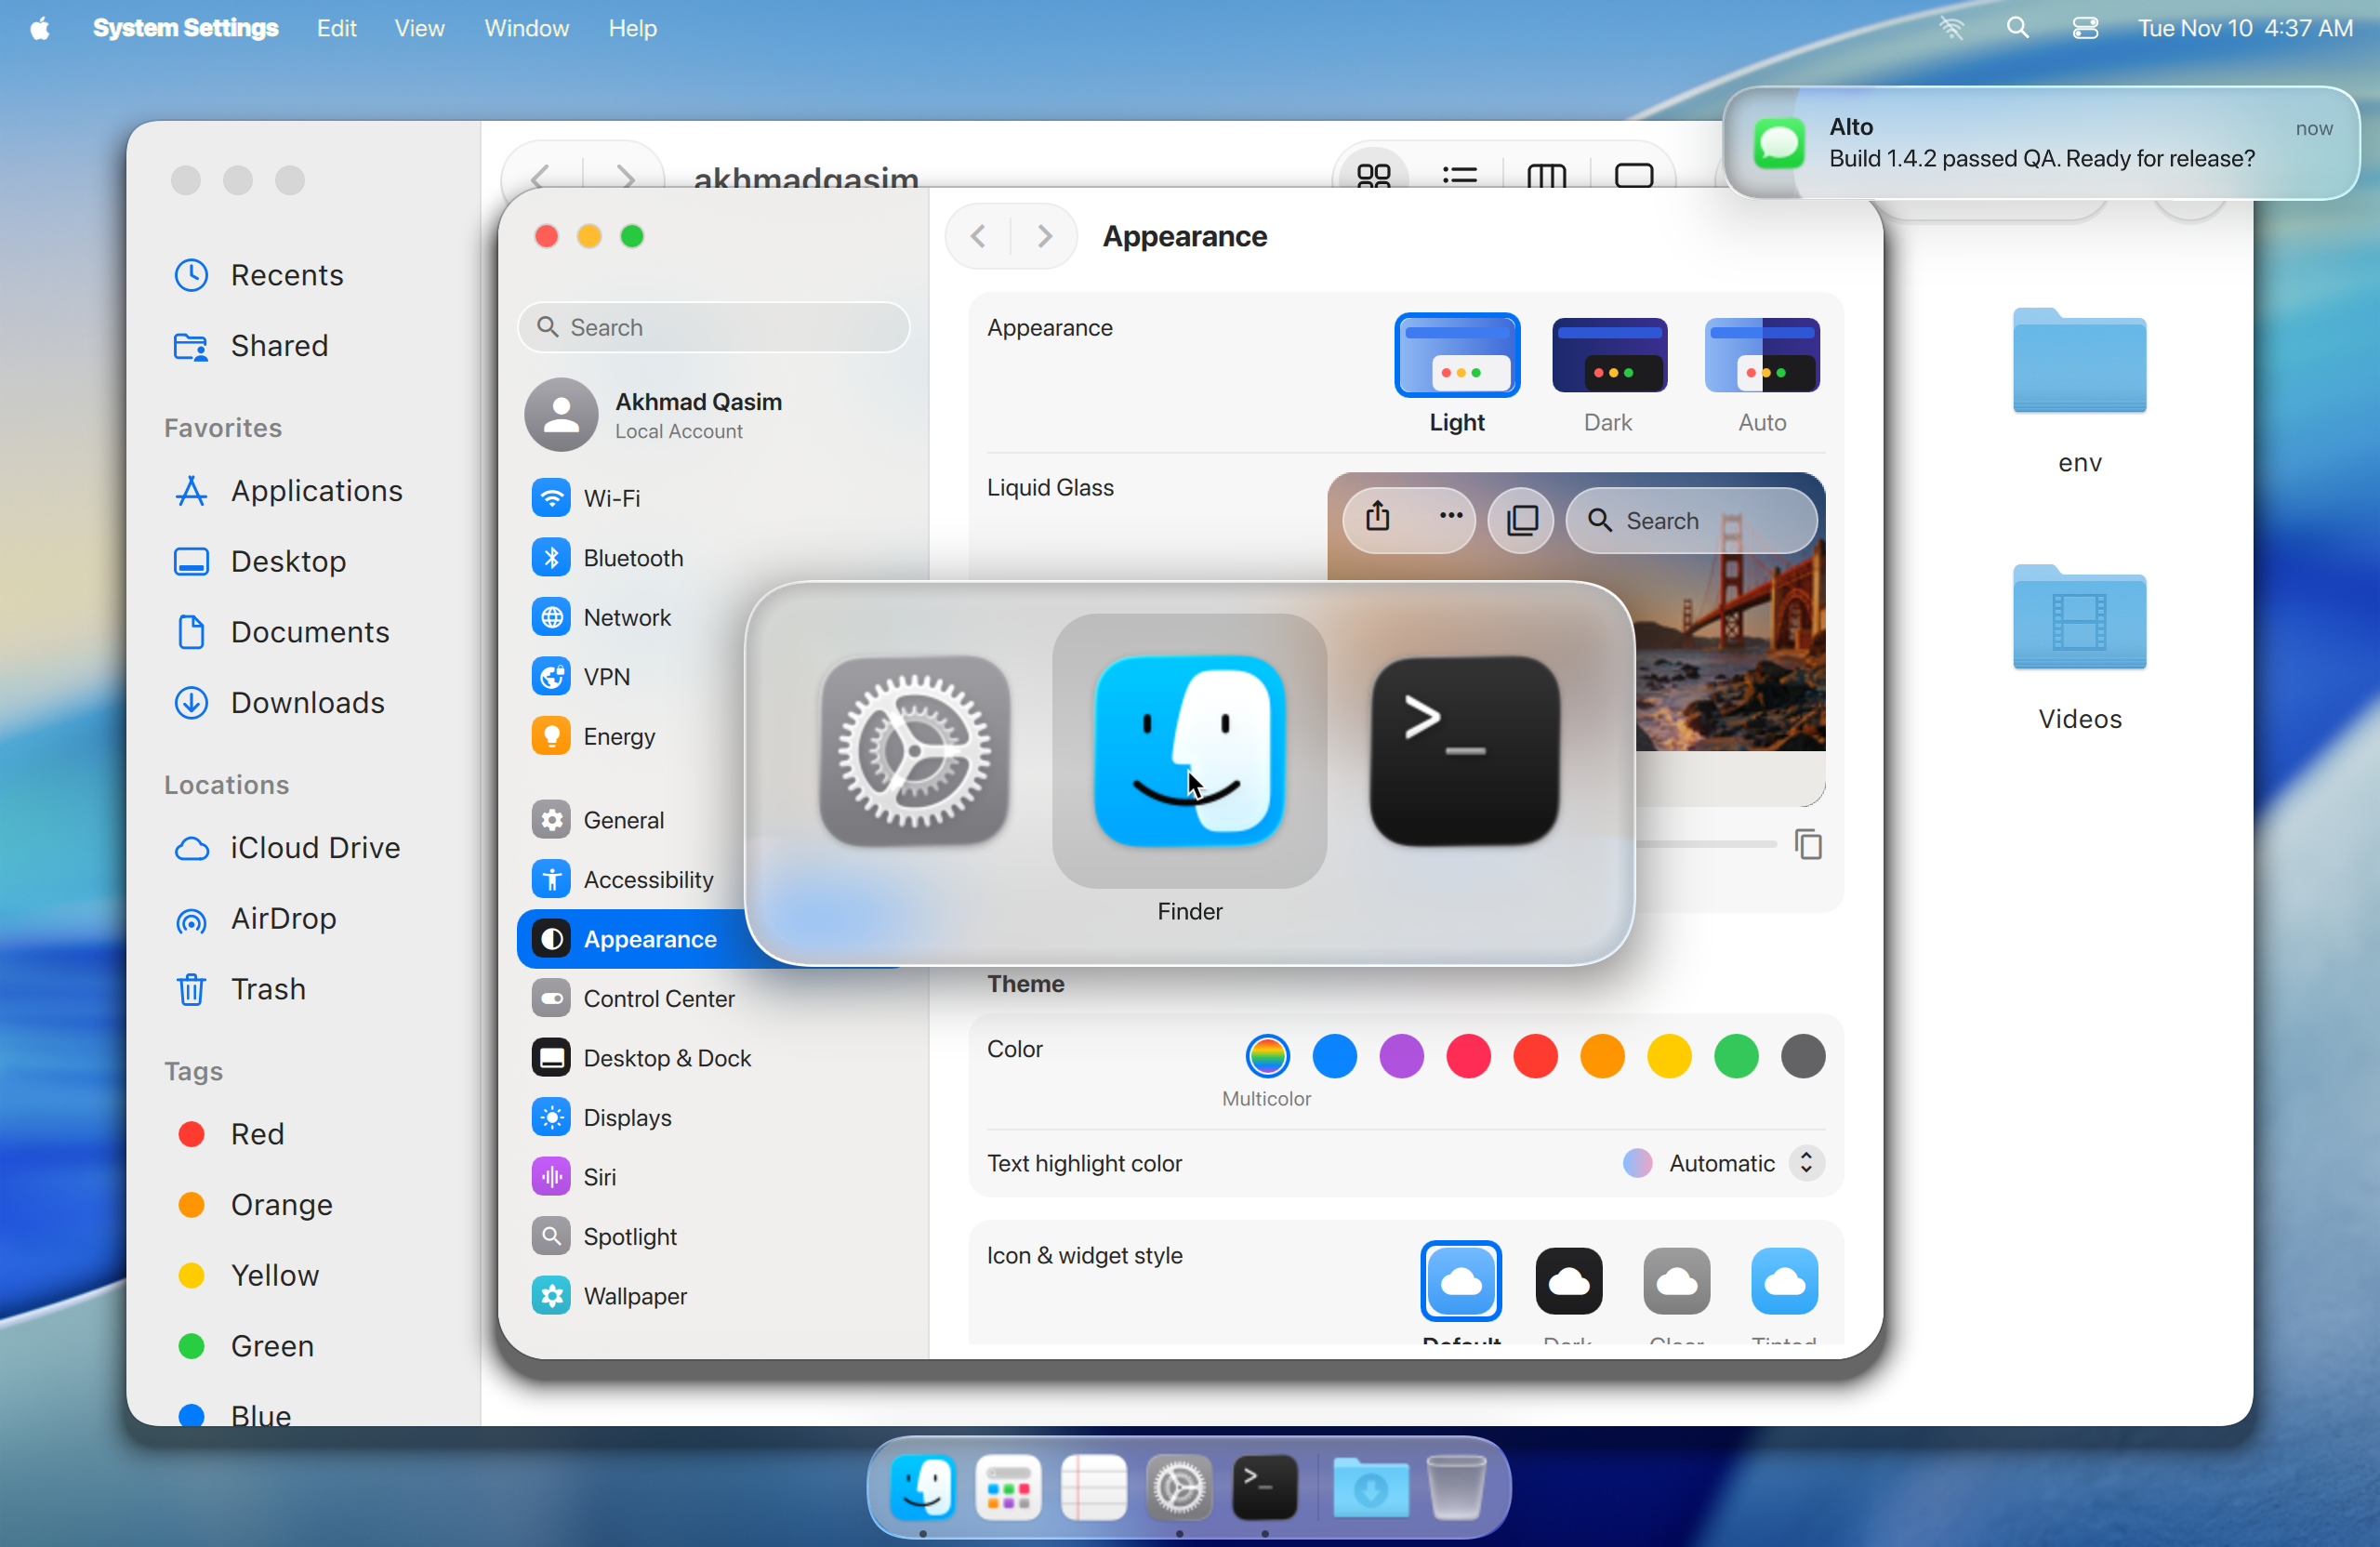 System Settings Edit View Window Help Tue Nov 10 4:37 AM
Alto now
Build 1.4.2 passed QA. Ready for release?
akhmadqasim
Recents
Shared
Favorites
Applications
Desktop
Documents
Downloads
Locations
iCloud Drive
AirDrop
Trash
Tags
Red
Orange
Yellow
Green
Blue
Search
Akhmad Qasim
Local Account
Wi-Fi
Bluetooth
Network
VPN
Energy
General
Accessibility
Appearance
Control Center
Desktop & Dock
Displays
Siri
Spotlight
Wallpaper
Appearance
Appearance
Light Dark Auto
Liquid Glass
Search
Finder
Theme
Color
Multicolor
Text highlight color Automatic
Icon & widget style
Default Dark Clear Tinted
env
Videos